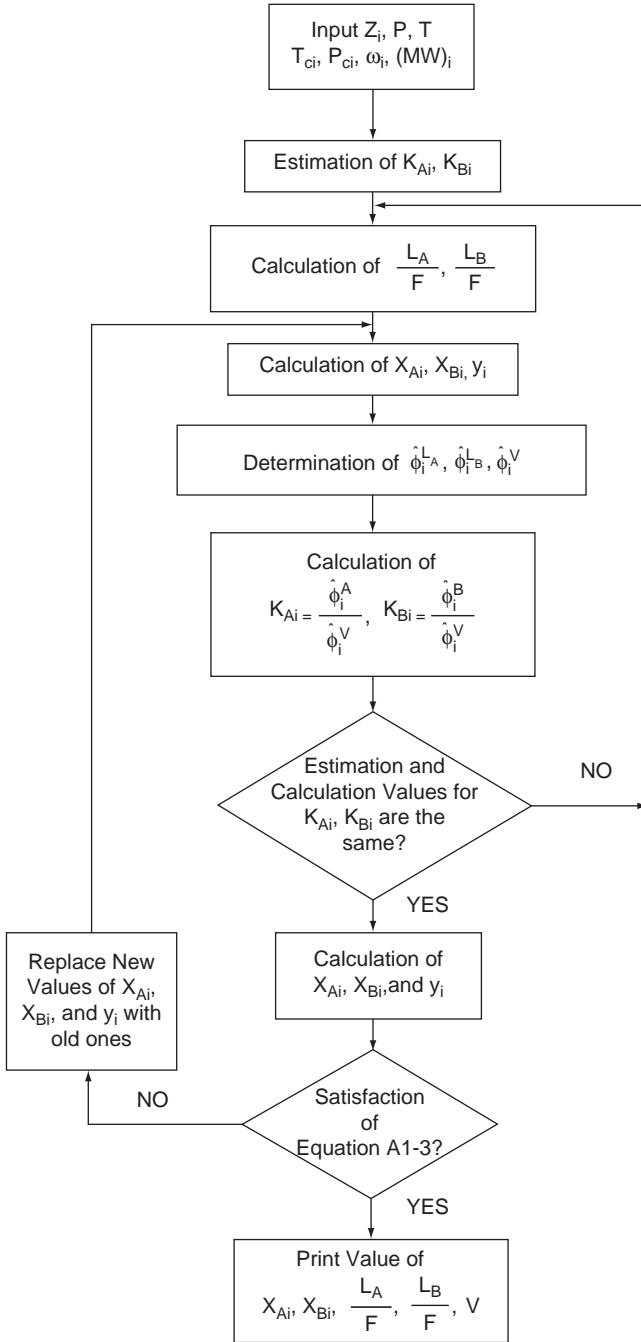 Input Z_i, P, T
T_ci, P_ci, ω_i, (MW)_i
Estimation of K_Ai, K_Bi
Calculation of L_A/F, L_B/F
Calculation of X_Ai, X_Bi, y_i
Determination of φ̂_i^L_A, φ̂_i^L_B, φ̂_i^V
Calculation of
K_Ai = φ̂_i^A/φ̂_i^V, K_Bi = φ̂_i^B/φ̂_i^V
Estimation and
Calculation Values for
K_Ai, K_Bi are the
same?
NO
YES
Calculation of
X_Ai, X_Bi,and y_i
Replace New
Values of X_Ai,
X_Bi, and y_i with
old ones
Satisfaction
of
Equation A1-3?
NO
YES
Print Value of
X_Ai, X_Bi, L_A/F, L_B/F, V